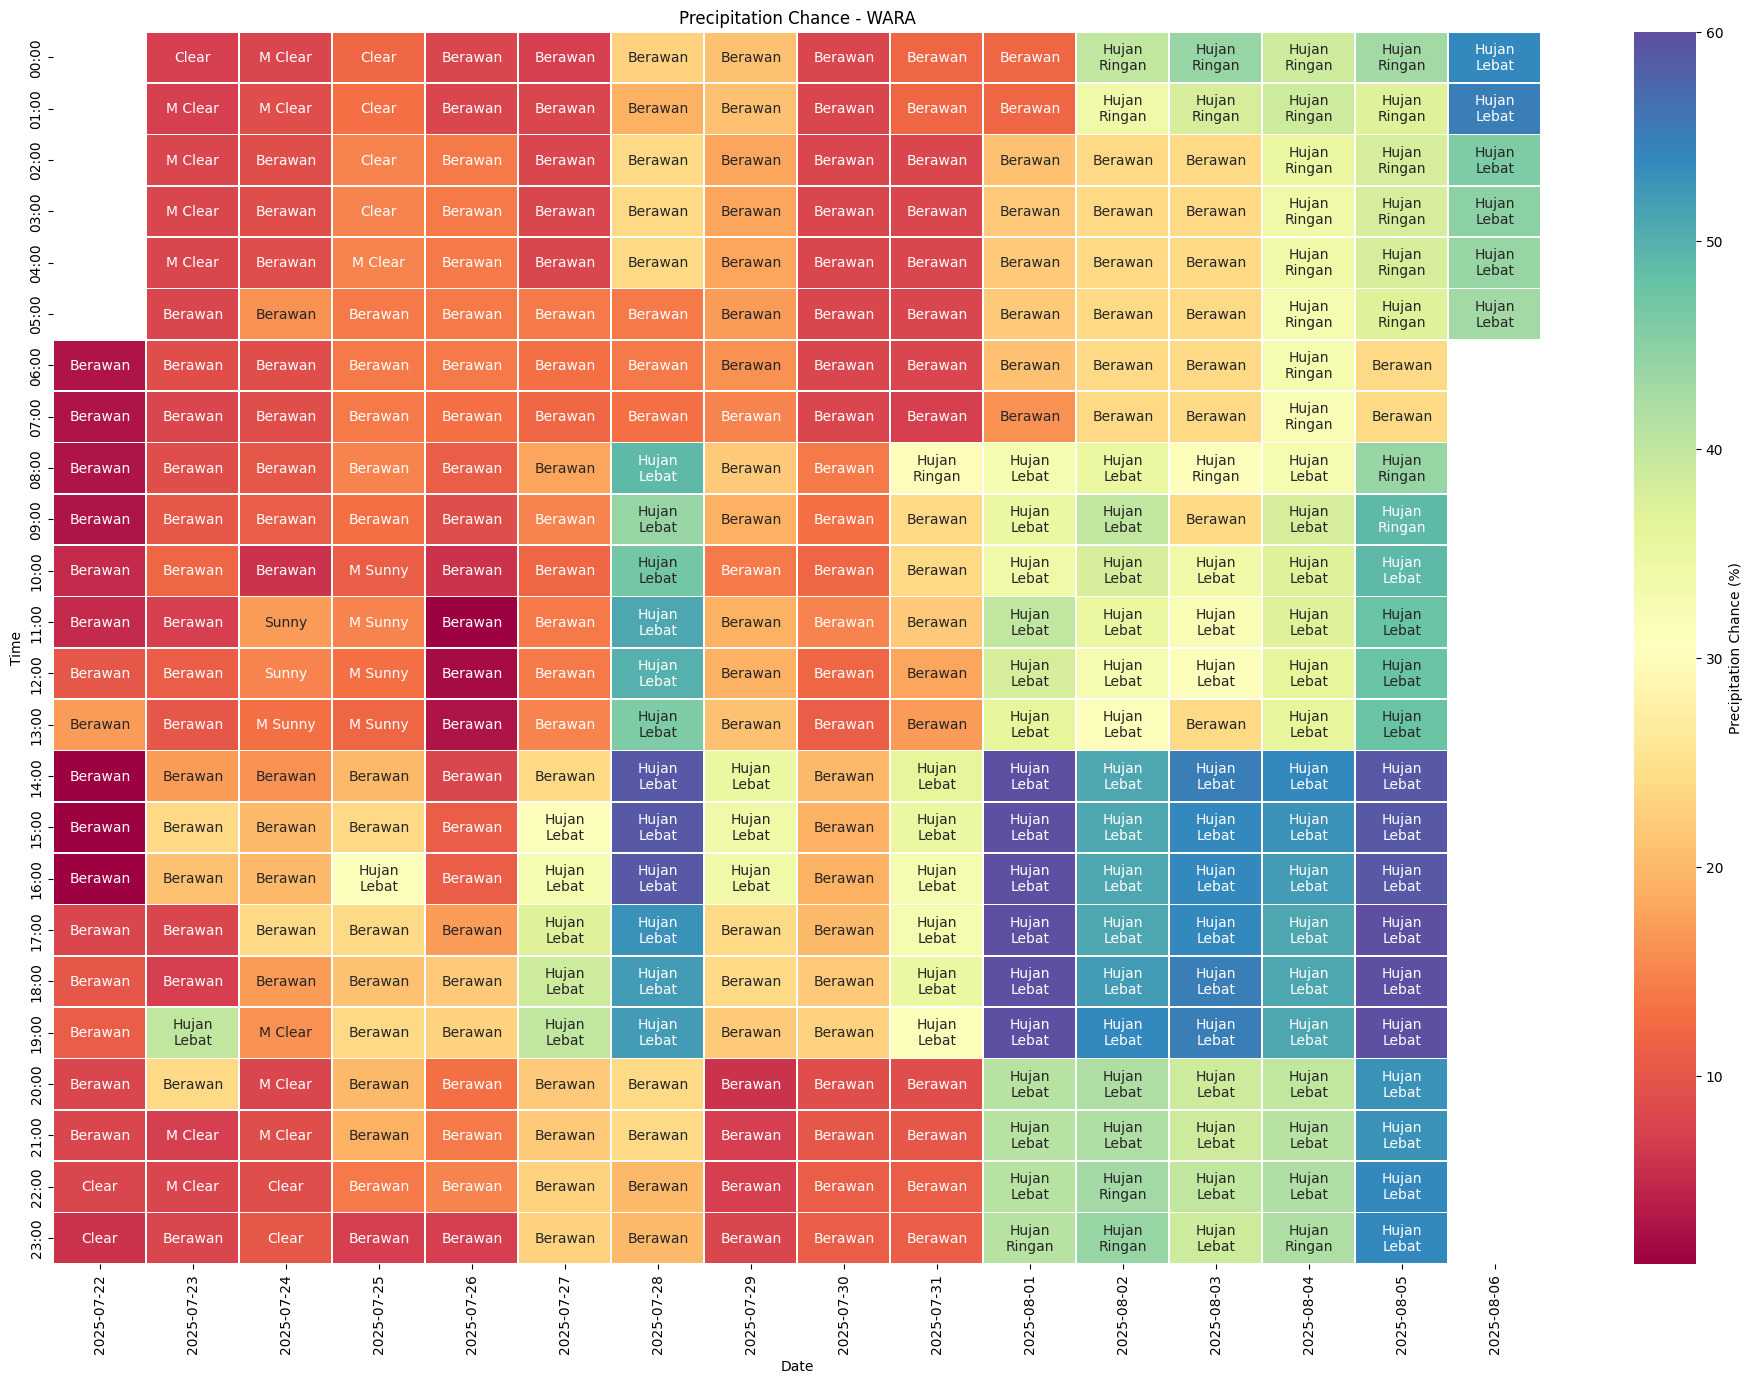 Precipitation Chance - WARA
00:00 Clear M Clear Clear Berawan Berawan Berawan Berawan Berawan Berawan Berawan Hujan Ringan Hujan Ringan Hujan Ringan Hujan Ringan Hujan Lebat
01:00 M Clear M Clear Clear Berawan Berawan Berawan Berawan Berawan Berawan Berawan Hujan Ringan Hujan Ringan Hujan Ringan Hujan Ringan Hujan Lebat
02:00 M Clear Berawan Clear Berawan Berawan Berawan Berawan Berawan Berawan Berawan Berawan Berawan Hujan Ringan Hujan Ringan Hujan Lebat
03:00 M Clear Berawan Clear Berawan Berawan Berawan Berawan Berawan Berawan Berawan Berawan Berawan Hujan Ringan Hujan Ringan Hujan Lebat
04:00 M Clear Berawan M Clear Berawan Berawan Berawan Berawan Berawan Berawan Berawan Berawan Berawan Hujan Ringan Hujan Ringan Hujan Lebat
05:00 Berawan Berawan Berawan Berawan Berawan Berawan Berawan Berawan Berawan Berawan Berawan Berawan Hujan Ringan Hujan Ringan Hujan Lebat
06:00 Berawan Berawan Berawan Berawan Berawan Berawan Berawan Berawan Berawan Berawan Berawan Berawan Berawan Hujan Ringan Berawan
07:00 Berawan Berawan Berawan Berawan Berawan Berawan Berawan Berawan Berawan Berawan Berawan Berawan Berawan Hujan Ringan Berawan
08:00 Berawan Berawan Berawan Berawan Berawan Berawan Hujan Lebat Berawan Berawan Hujan Ringan Hujan Lebat Hujan Lebat Hujan Ringan Hujan Lebat Hujan Ringan
09:00 Berawan Berawan Berawan Berawan Berawan Berawan Hujan Lebat Berawan Berawan Berawan Hujan Lebat Hujan Lebat Berawan Hujan Lebat Hujan Ringan
10:00 Berawan Berawan Berawan M Sunny Berawan Berawan Hujan Lebat Berawan Berawan Berawan Hujan Lebat Hujan Lebat Hujan Lebat Hujan Lebat Hujan Lebat
11:00 Berawan Berawan Sunny M Sunny Berawan Berawan Hujan Lebat Berawan Berawan Berawan Hujan Lebat Hujan Lebat Hujan Lebat Hujan Lebat Hujan Lebat
12:00 Berawan Berawan Sunny M Sunny Berawan Berawan Hujan Lebat Berawan Berawan Berawan Hujan Lebat Hujan Lebat Hujan Lebat Hujan Lebat Hujan Lebat
13:00 Berawan Berawan M Sunny M Sunny Berawan Berawan Hujan Lebat Berawan Berawan Berawan Hujan Lebat Hujan Lebat Berawan Hujan Lebat Hujan Lebat
14:00 Berawan Berawan Berawan Berawan Berawan Berawan Hujan Lebat Hujan Lebat Berawan Hujan Lebat Hujan Lebat Hujan Lebat Hujan Lebat Hujan Lebat Hujan Lebat
15:00 Berawan Berawan Berawan Berawan Berawan Hujan Lebat Hujan Lebat Hujan Lebat Berawan Hujan Lebat Hujan Lebat Hujan Lebat Hujan Lebat Hujan Lebat Hujan Lebat
16:00 Berawan Berawan Berawan Hujan Lebat Berawan Hujan Lebat Hujan Lebat Hujan Lebat Berawan Hujan Lebat Hujan Lebat Hujan Lebat Hujan Lebat Hujan Lebat Hujan Lebat
17:00 Berawan Berawan Berawan Berawan Berawan Hujan Lebat Hujan Lebat Berawan Berawan Hujan Lebat Hujan Lebat Hujan Lebat Hujan Lebat Hujan Lebat Hujan Lebat
18:00 Berawan Berawan Berawan Berawan Berawan Hujan Lebat Hujan Lebat Berawan Berawan Hujan Lebat Hujan Lebat Hujan Lebat Hujan Lebat Hujan Lebat Hujan Lebat
19:00 Berawan Hujan Lebat M Clear Berawan Berawan Hujan Lebat Hujan Lebat Berawan Berawan Hujan Lebat Hujan Lebat Hujan Lebat Hujan Lebat Hujan Lebat Hujan Lebat
20:00 Berawan Berawan M Clear Berawan Berawan Berawan Berawan Berawan Berawan Berawan Hujan Lebat Hujan Lebat Hujan Lebat Hujan Lebat Hujan Lebat
21:00 Berawan M Clear M Clear Berawan Berawan Berawan Berawan Berawan Berawan Berawan Hujan Lebat Hujan Lebat Hujan Lebat Hujan Lebat Hujan Lebat
22:00 Clear M Clear Clear Berawan Berawan Berawan Berawan Berawan Berawan Berawan Hujan Lebat Hujan Ringan Hujan Lebat Hujan Lebat Hujan Lebat
23:00 Clear Berawan Clear Berawan Berawan Berawan Berawan Berawan Berawan Berawan Hujan Ringan Hujan Ringan Hujan Lebat Hujan Ringan Hujan Lebat
Time
2025-07-22 2025-07-23 2025-07-24 2025-07-25 2025-07-26 2025-07-27 2025-07-28 2025-07-29 2025-07-30 2025-07-31 2025-08-01 2025-08-02 2025-08-03 2025-08-04 2025-08-05 2025-08-06
Date
60
50
40
30
20
10
Precipitation Chance (%)